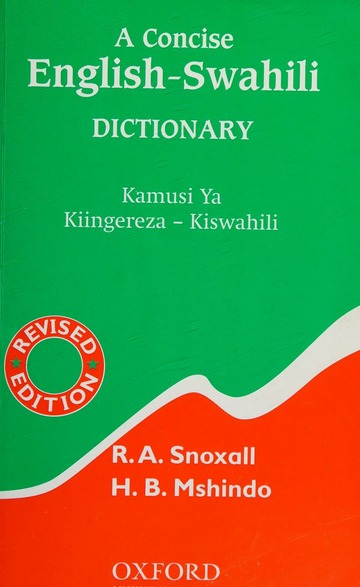 A Concise
English-Swahili
DICTIONARY
Kamusi Ya
Kiingereza – Kiswahili
REVISED
EDITION
R. A. Snoxall
H. B. Mshindo
OXFORD